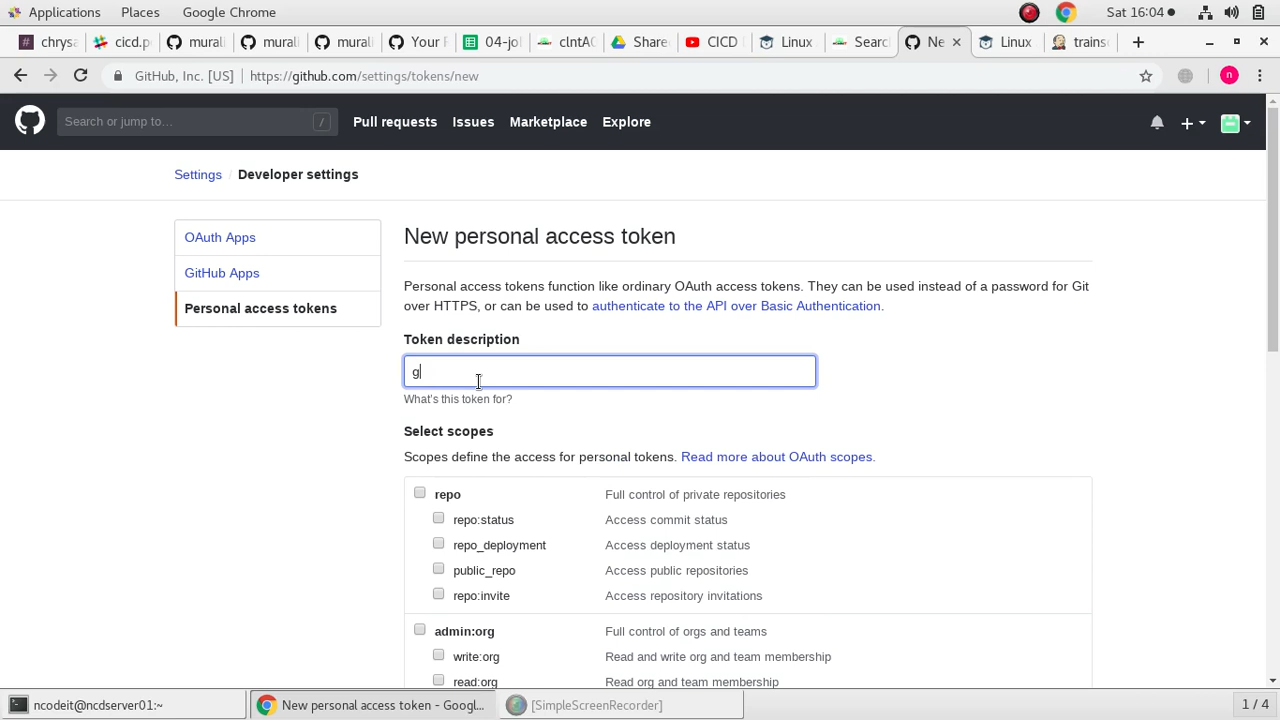 Applications Places Google Chrome Sat 16:04
chrysa cicd.p murali murali murali Your F 04-jol clntAC Share CICD Linux Searc Ne Linux trains
GitHub, Inc. [US] https://github.com/settings/tokens/new n
Search or jump to… / Pull requests Issues Marketplace Explore
Settings / Developer settings
OAuth Apps
GitHub Apps
Personal access tokens
New personal access token
Personal access tokens function like ordinary OAuth access tokens. They can be used instead of a password for Git
over HTTPS, or can be used to authenticate to the API over Basic Authentication.
Token description
g
What's this token for?
Select scopes
Scopes define the access for personal tokens. Read more about OAuth scopes.
repo Full control of private repositories
repo:status Access commit status
repo_deployment Access deployment status
public_repo Access public repositories
repo:invite Access repository invitations
admin:org Full control of orgs and teams
write:org Read and write org and team membership
read:org Read org and team membership
ncodeit@ncdserver01:~ New personal access token - Googl… [SimpleScreenRecorder] 1 / 4